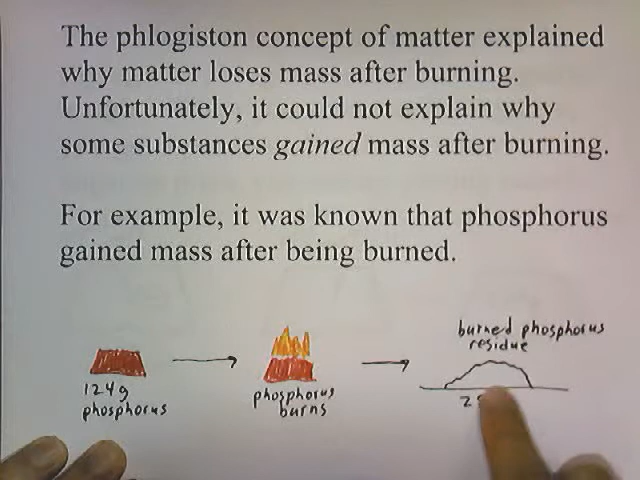 The phlogiston concept of matter explained
why matter loses mass after burning.
Unfortunately, it could not explain why
some substances gained mass after burning.
For example, it was known that phosphorus
gained mass after being burned.
124g
phosphorus
phosphorus
burns
burned phosphorus
residue